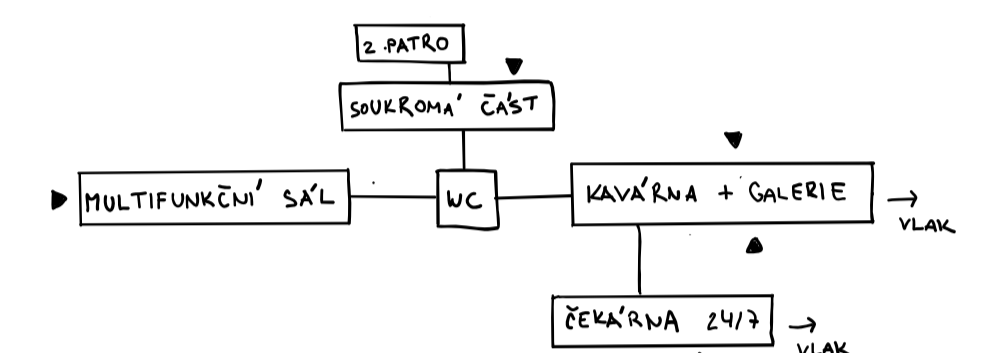 2.PATRO
SOUKROMÁ ČÁST
MULTIFUNKČNÍ SÁL
WC
KAVÁRNA + GALERIE
VLAK
ČEKÁRNA 24/7
VLAK